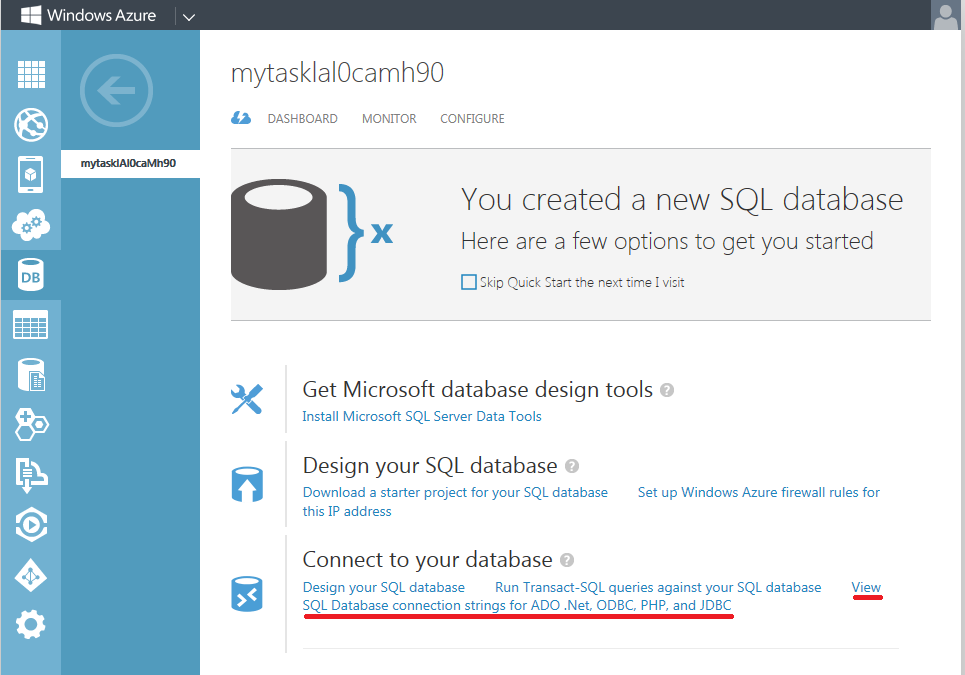 Windows Azure
mytasklal0camh90
DASHBOARD MONITOR CONFIGURE
mytasklAl0caMh90
You created a new SQL database
} x
Here are a few options to get you started
Skip Quick Start the next time I visit
DB
Get Microsoft database design tools ?
Install Microsoft SQL Server Data Tools
Design your SQL database ?
Download a starter project for your SQL database Set up Windows Azure firewall rules for
this IP address
Connect to your database ?
Design your SQL database Run Transact-SQL queries against your SQL database View
SQL Database connection strings for ADO .Net, ODBC, PHP, and JDBC